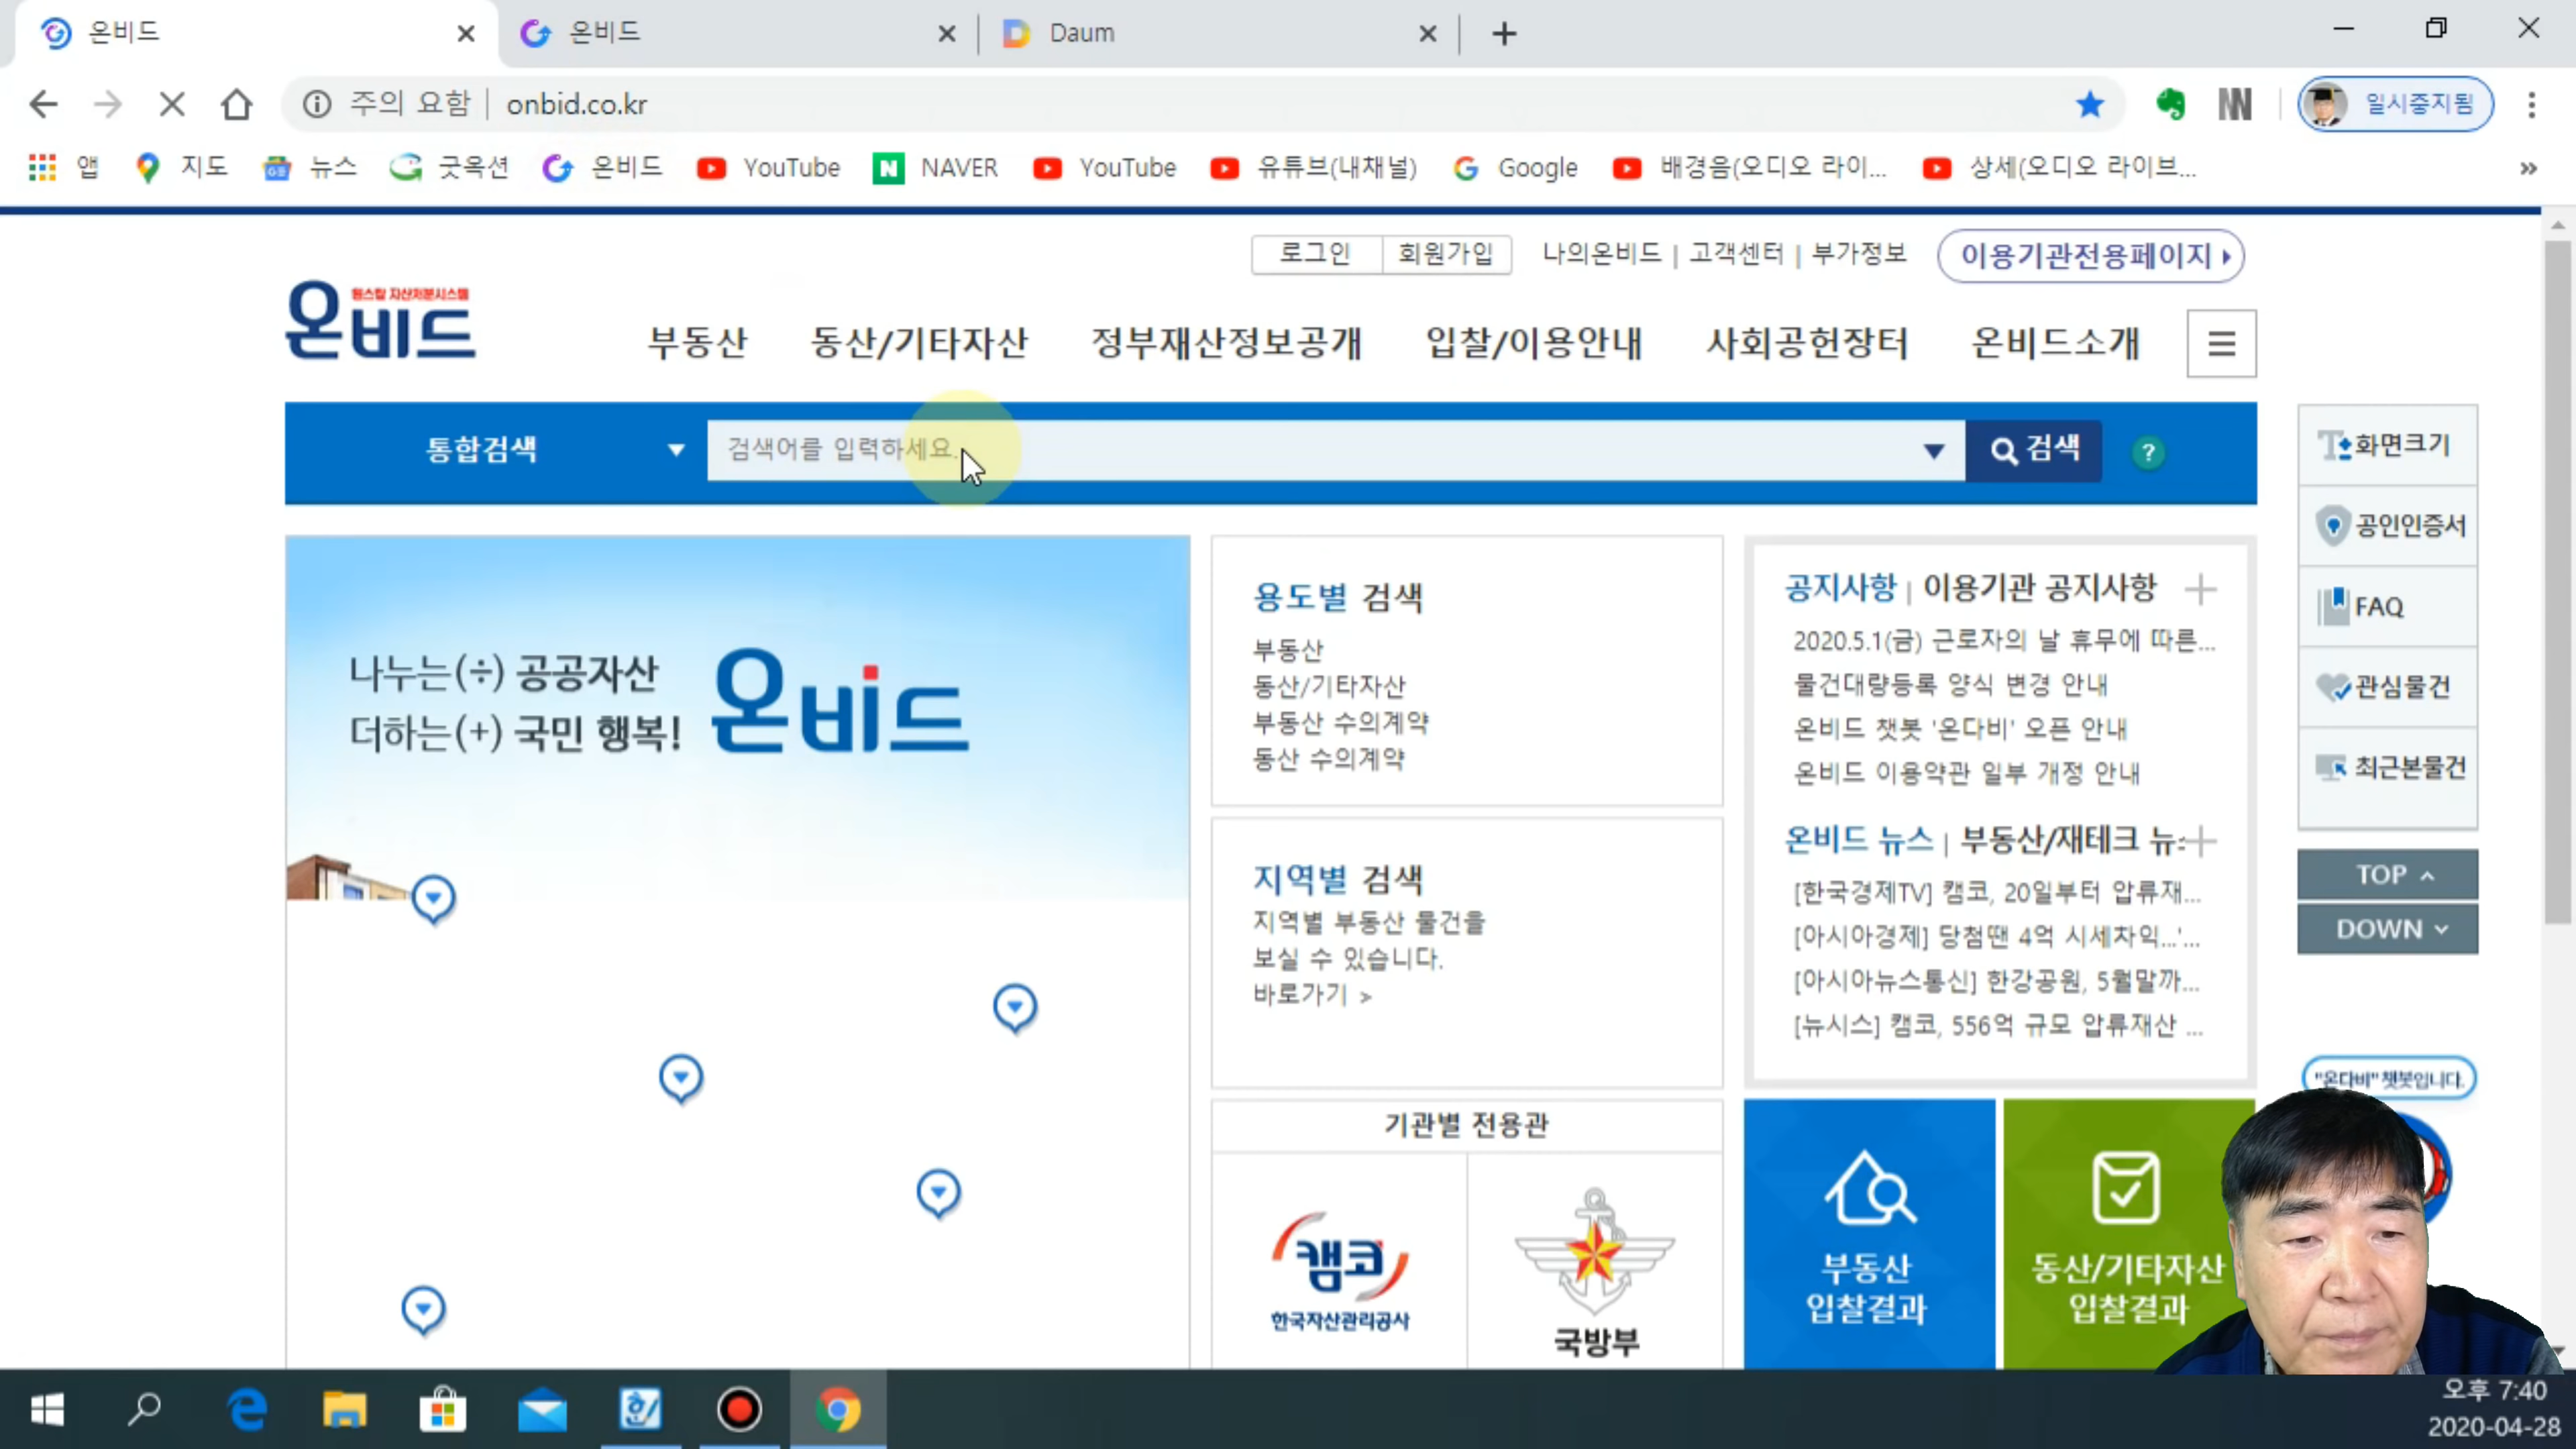 온비드
온비드
Daum
주의 요함 onbid.co.kr
일시중지됨
앱
지도
뉴스
굿옥션
온비드
YouTube
NAVER
YouTube
유튜브(내채널)
Google
배경음(오디오 라이...
상세(오디오 라이브...
»
로그인
회원가입
나의온비드 | 고객센터 | 부가정보
이용기관전용페이지
원스톱 자산처분시스템
온비드
부동산
동산/기타자산
정부재산정보공개
입찰/이용안내
사회공헌장터
온비드소개
통합검색
검색어를 입력하세요.
검색
?
화면크기
공인인증서
FAQ
관심물건
최근본물건
TOP
DOWN
나누는(÷) 공공자산
더하는(+) 국민 행복!
온비드
용도별 검색
부동산
동산/기타자산
부동산 수의계약
동산 수의계약
지역별 검색
지역별 부동산 물건을
보실 수 있습니다.
바로가기 >
기관별 전용관
캠코
한국자산관리공사
국방부
공지사항 | 이용기관 공지사항
2020.5.1(금) 근로자의 날 휴무에 따른...
물건대량등록 양식 변경 안내
온비드 챗봇 '온다비' 오픈 안내
온비드 이용약관 일부 개정 안내
온비드 뉴스 | 부동산/재테크
[한국경제TV] 캠코, 20일부터 압류재...
[아시아경제] 당첨땐 4억 시세차익...'...
[아시아뉴스통신] 한강공원, 5월말까...
[뉴시스] 캠코, 556억 규모 압류재산 ...
부동산
입찰결과
동산/기타자산
입찰결과
"온다비" 챗봇입니다.
오후 7:40
2020-04-28